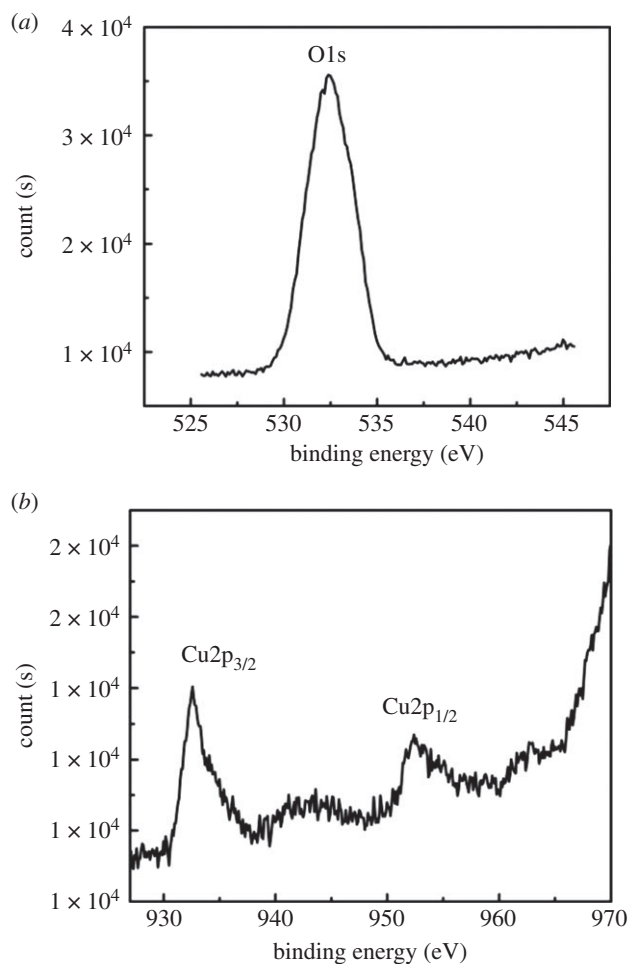 (a)
4 × 10⁴
O1s
3 × 10⁴
count (s)
2 × 10⁴
1 × 10⁴
525 530 535 540 545
binding energy (eV)
(b)
2 × 10⁴
2 × 10⁴
Cu2p₃/₂
1 × 10⁴
Cu2p₁/₂
count (s)
1 × 10⁴
1 × 10⁴
1 × 10⁴
930 940 950 960 970
binding energy (eV)